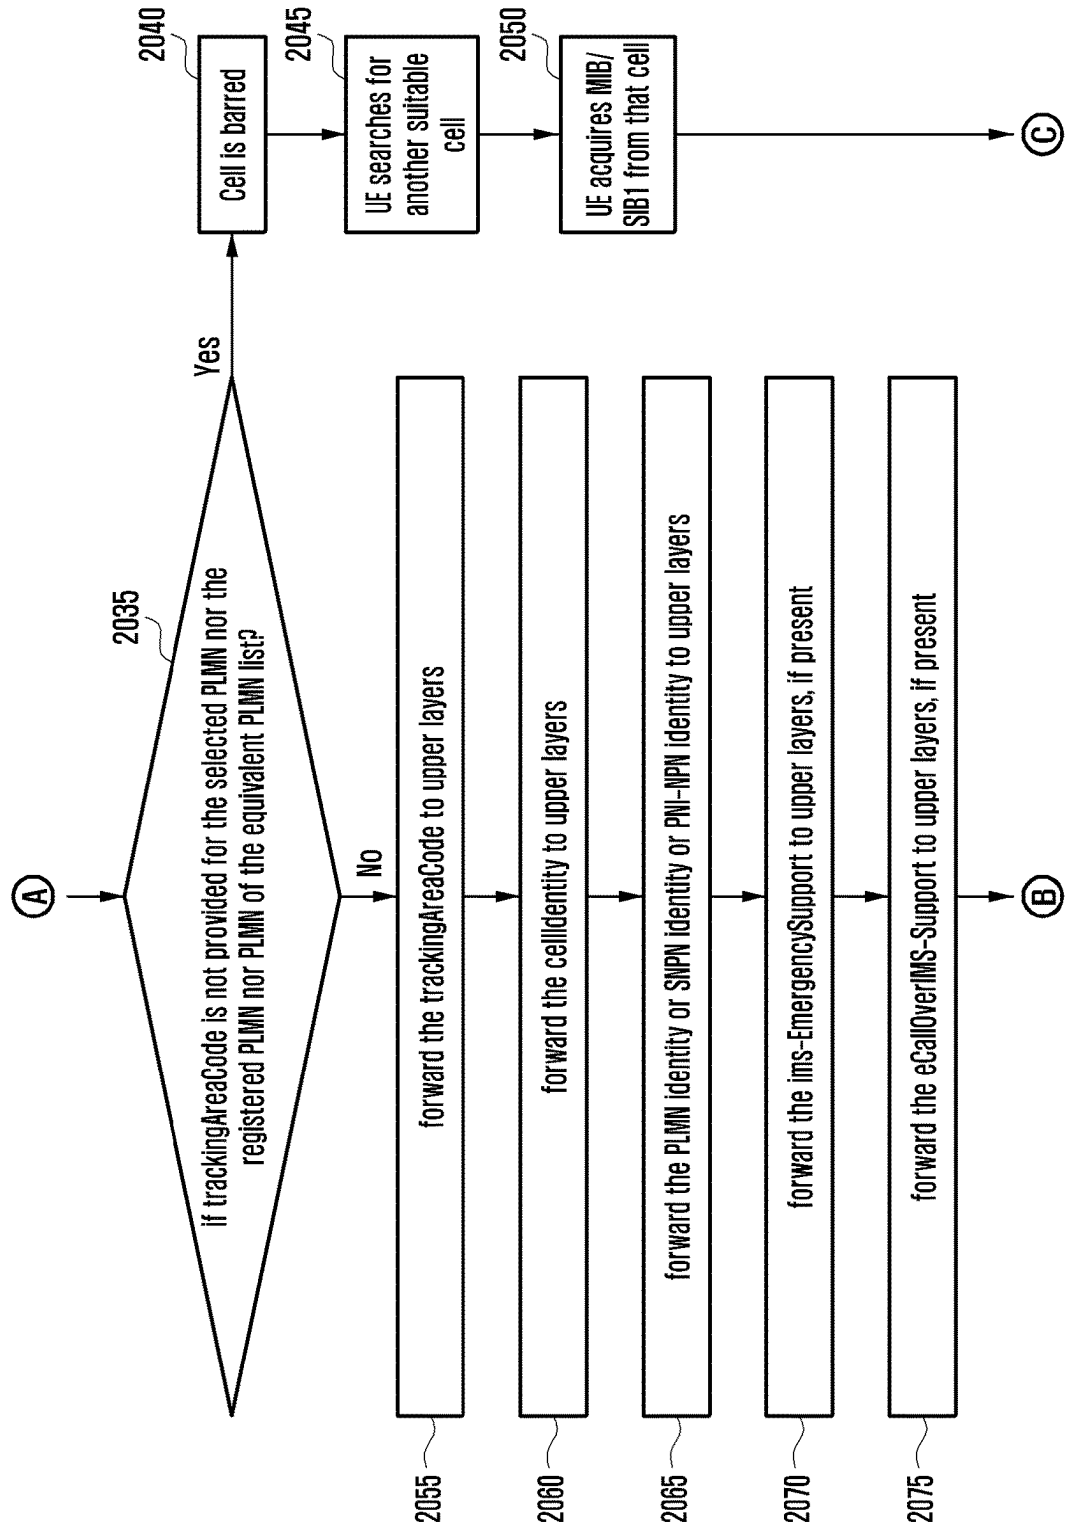 A
2035
if trackingAreaCode is not provided for the selected PLMN nor the
registered PLMN nor PLMN of the equivalent PLMN list?
Yes
No
2040
Cell is barred
2045
UE searches for
another suitable
cell
2050
UE acquires MIB/
SIB1 from that cell
C
2055
forward the trackingAreaCode to upper layers
2060
forward the cellIdentity to upper layers
2065
forward the PLMN identity or SNPN identity or PNI-NPN identity to upper layers
2070
forward the ims-EmergencySupport to upper layers, if present
2075
forward the eCallOverIMS-Support to upper layers, if present
B